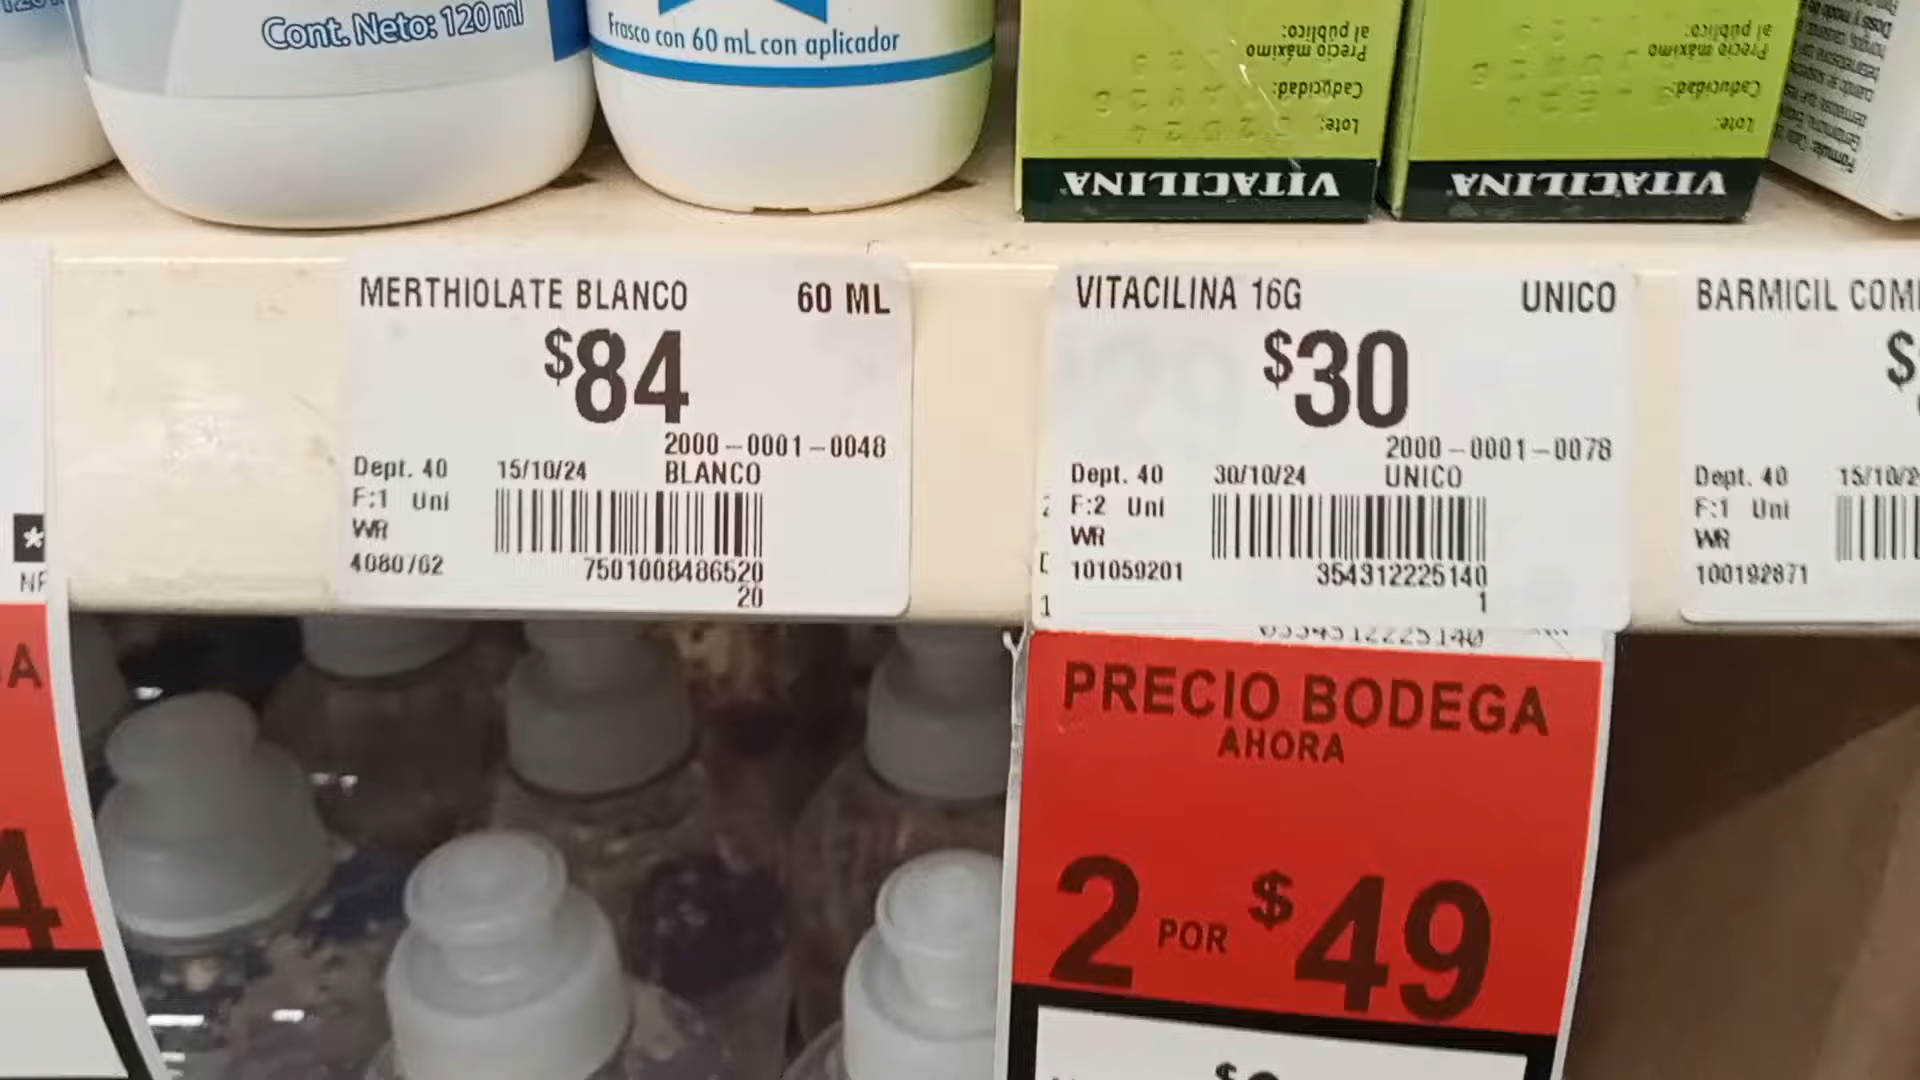 Cont. Neto: 120 ml
Frasco con 60 mL con aplicador
Precio máximo
al público:
Caducidad:
Lote:
VITACILINA
Precio máximo
al público:
Caducidad:
Lote:
VITACILINA
MERTHIOLATE BLANCO 60 ML
$84
2000-0001-0048
Dept. 40 15/10/24 BLANCO
F:1 Uni
WR
4080762 7501008486520
20
VITACILINA 16G UNICO
$30
2000-0001-0078
Dept. 40 30/10/24 UNICO
F:2 Uni
WR
101059201 354312225140
1
BARMICIL COM
$
Dept. 40 15/10/2
F:1 Uni
WR
100192871
PRECIO BODEGA
AHORA
2 POR $49